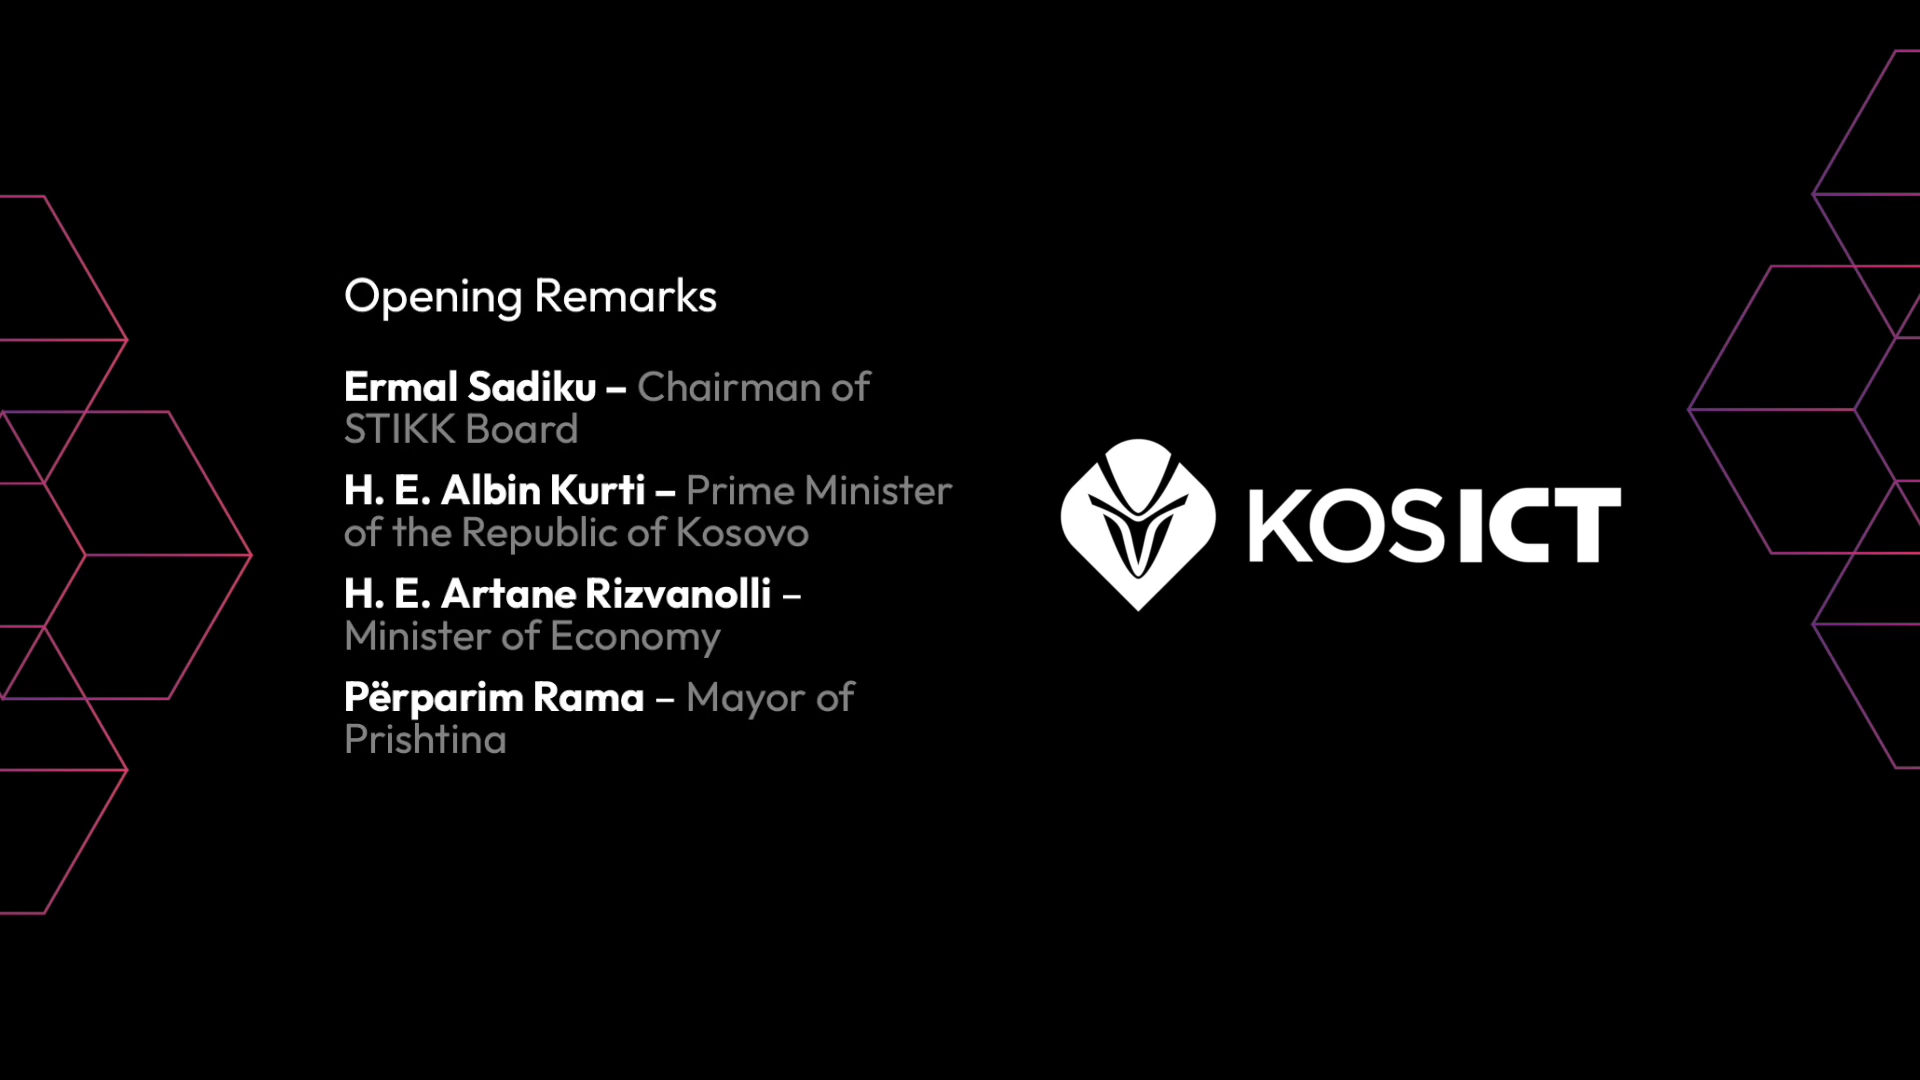 Opening Remarks
Ermal Sadiku – Chairman of
STIKK Board
H. E. Albin Kurti – Prime Minister
of the Republic of Kosovo
H. E. Artane Rizvanolli –
Minister of Economy
Përparim Rama – Mayor of
Prishtina
KOSICT